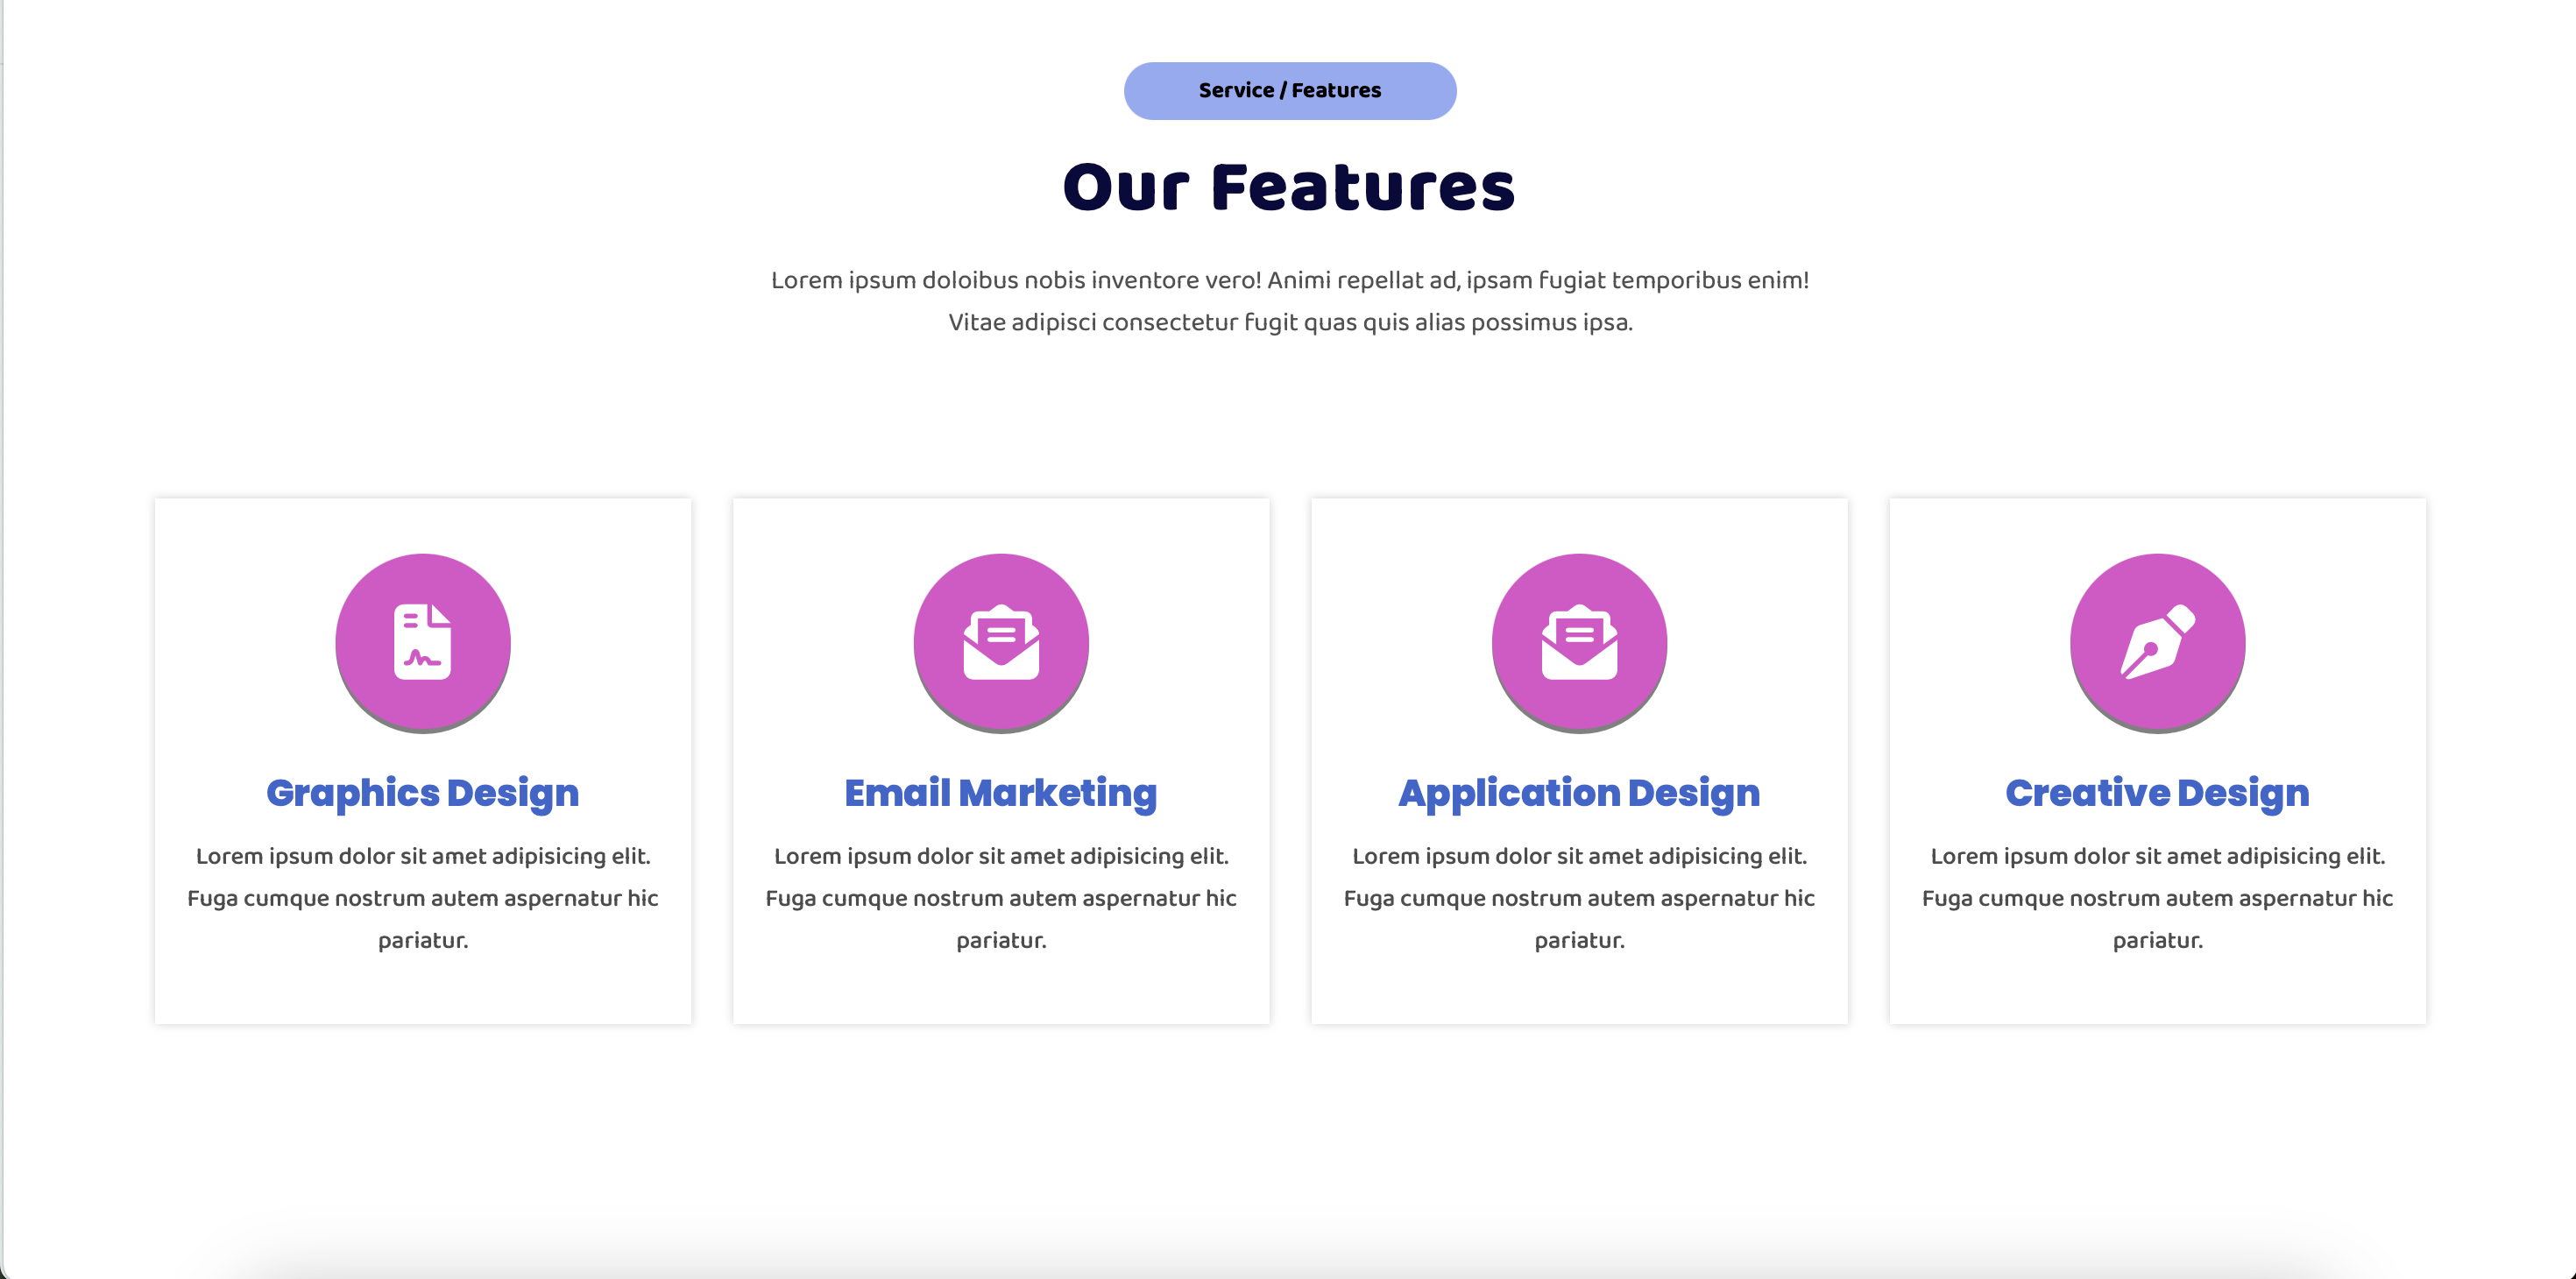 Service / Features
Our Features
Lorem ipsum doloibus nobis inventore vero! Animi repellat ad, ipsam fugiat temporibus enim!
Vitae adipisci consectetur fugit quas quis alias possimus ipsa.
Graphics Design
Lorem ipsum dolor sit amet adipisicing elit.
Fuga cumque nostrum autem aspernatur hic
pariatur.
Email Marketing
Lorem ipsum dolor sit amet adipisicing elit.
Fuga cumque nostrum autem aspernatur hic
pariatur.
Application Design
Lorem ipsum dolor sit amet adipisicing elit.
Fuga cumque nostrum autem aspernatur hic
pariatur.
Creative Design
Lorem ipsum dolor sit amet adipisicing elit.
Fuga cumque nostrum autem aspernatur hic
pariatur.